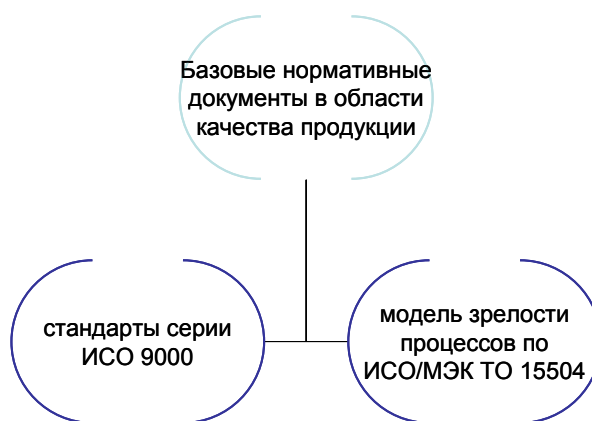 Базовые нормативные
документы в области
качества продукции
стандарты серии
ИСО 9000
модель зрелости
процессов по
ИСО/МЭК ТО 15504